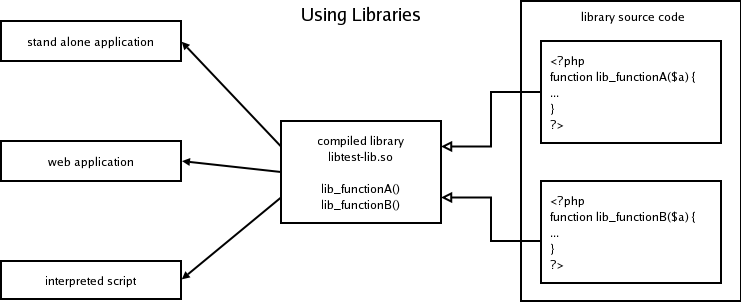 Using Libraries
library source code
stand alone application
<?php
function lib_functionA($a) {
...
}
?>
compiled library
libtest-lib.so
lib_functionA()
lib_functionB()
web application
<?php
function lib_functionB($a) {
...
}
?>
interpreted script